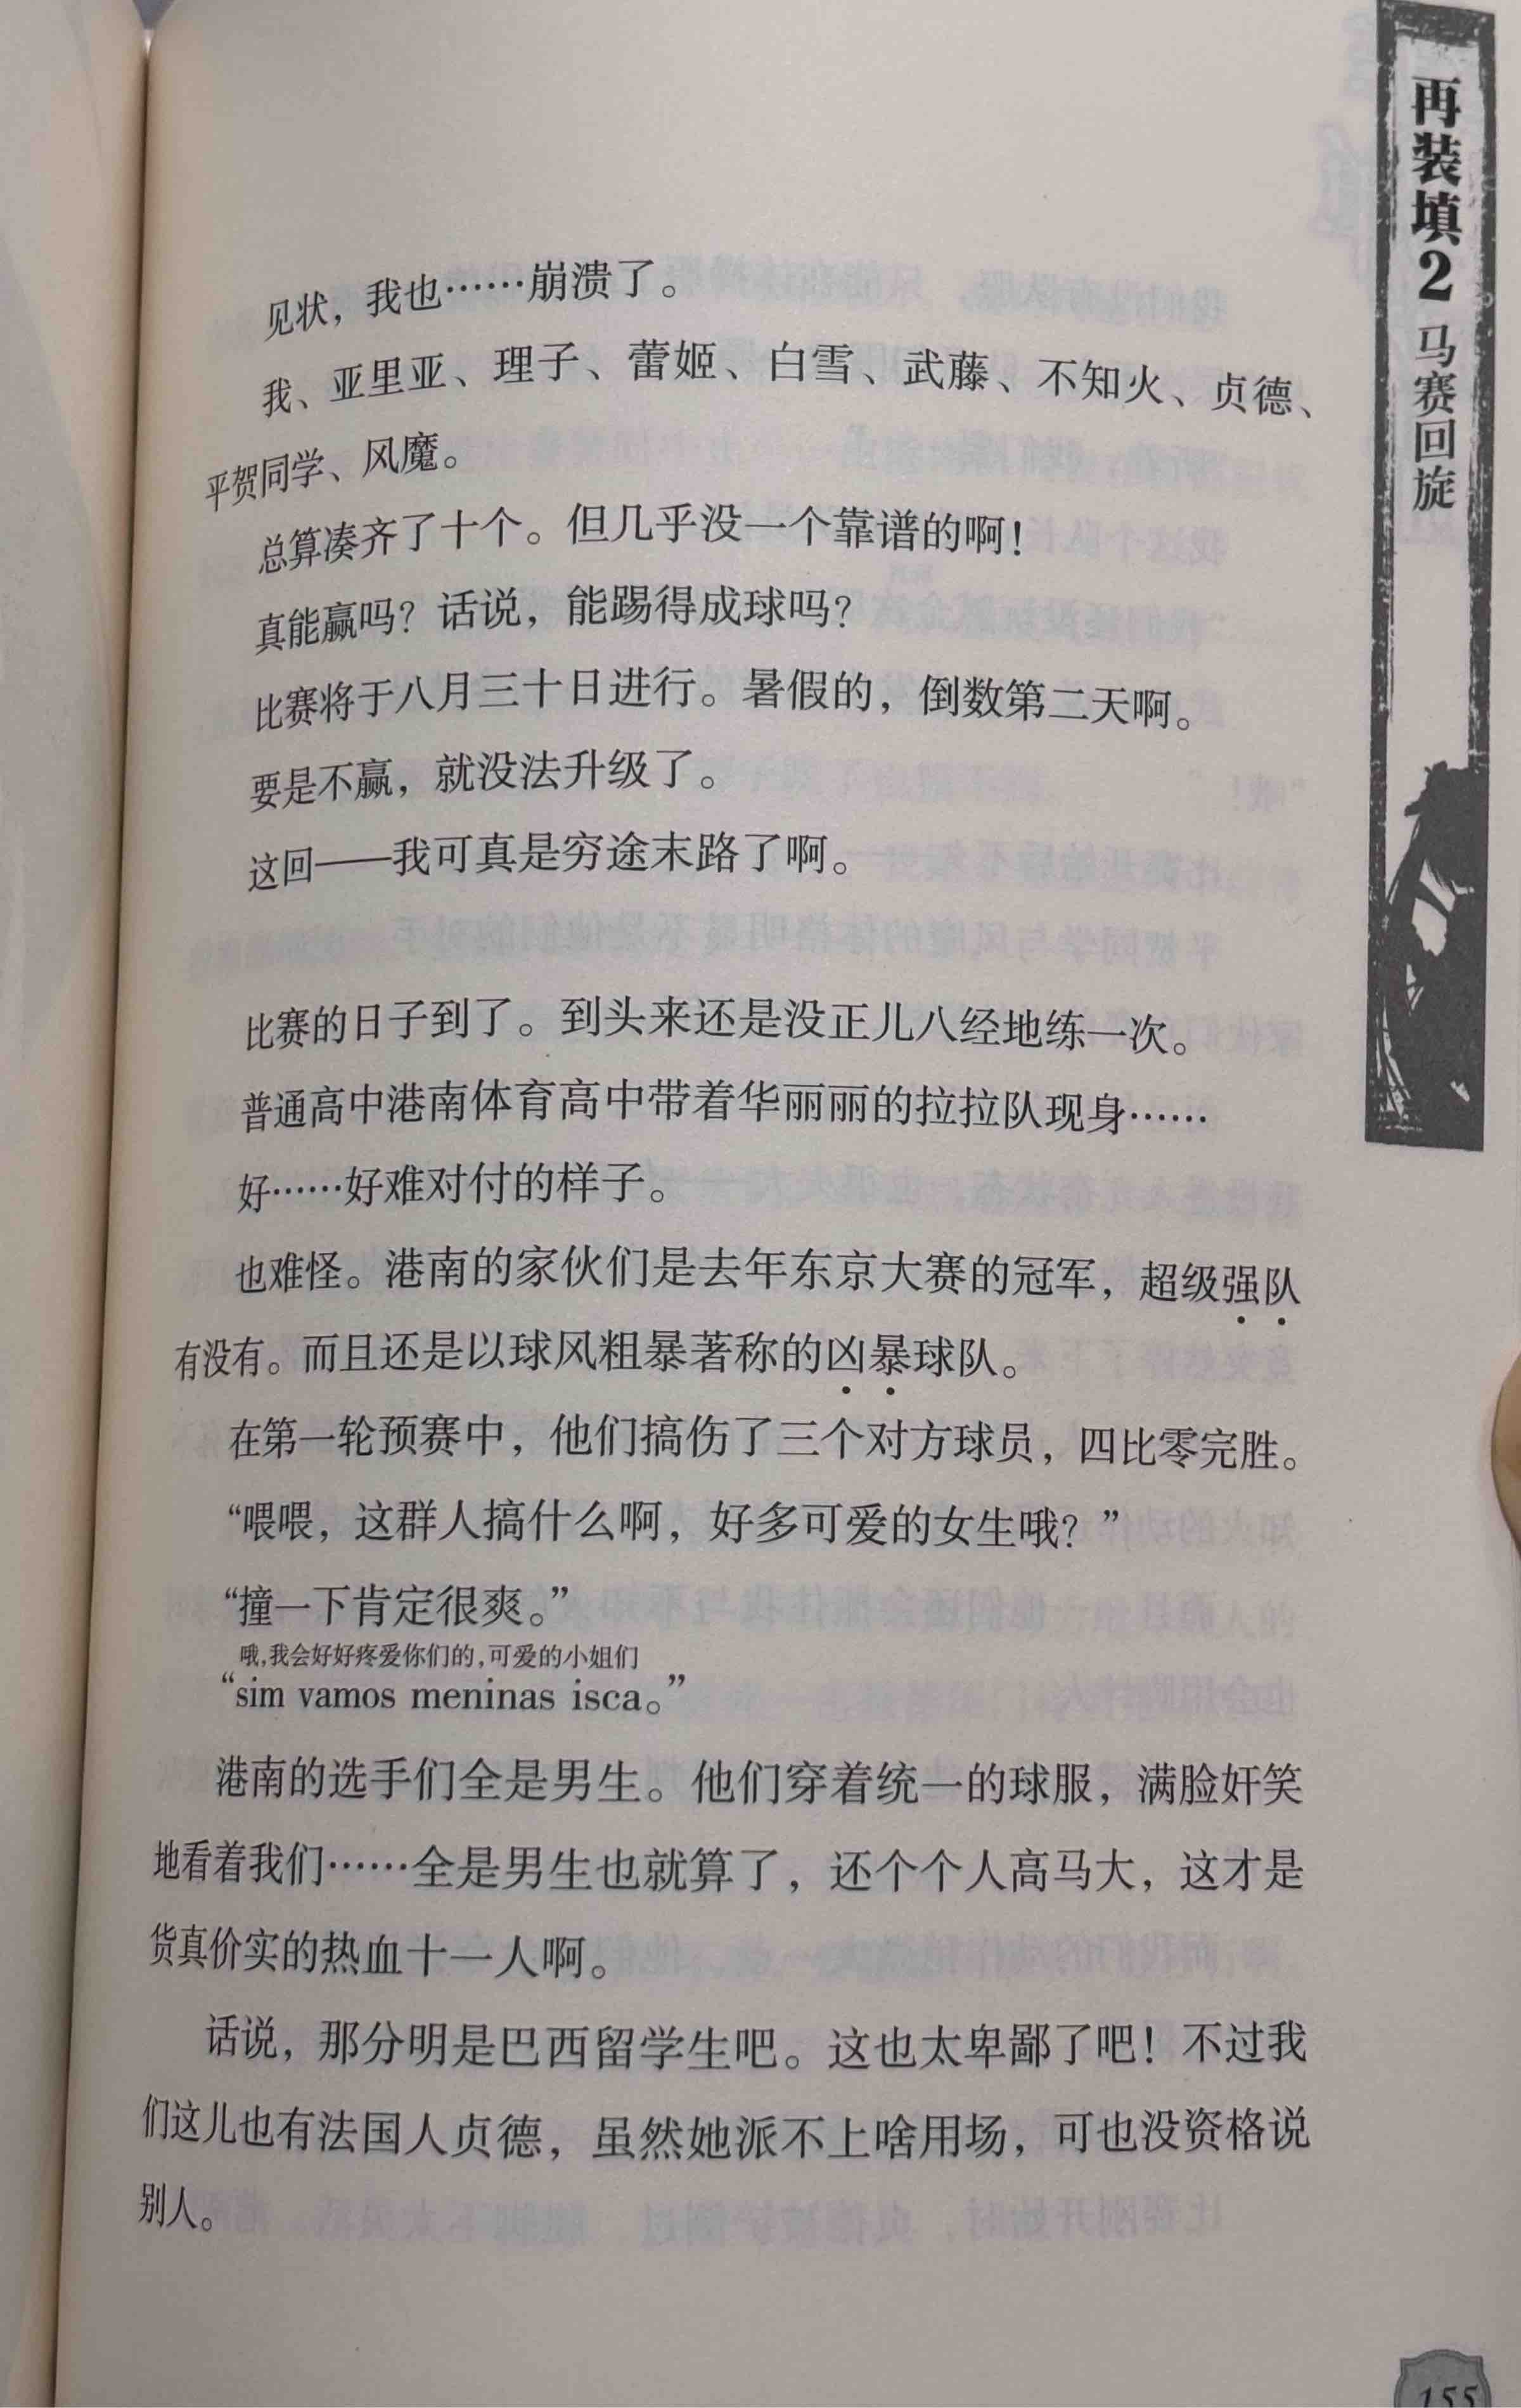 再装填2 马赛回旋
见状，我也……崩溃了。
我、亚里亚、理子、蕾姬、白雪、武藤、不知火、贞德、
平贺同学、风魔。
总算凑齐了十个。但几乎没一个靠谱的啊！
真能赢吗？话说，能踢得成球吗？
比赛将于八月三十日进行。暑假的，倒数第二天啊。
要是不赢，就没法升级了。
这回——我可真是穷途末路了啊。
比赛的日子到了。到头来还是没正儿八经地练一次。
普通高中港南体育高中带着华丽丽的拉拉队现身……
好……好难对付的样子。
也难怪。港南的家伙们是去年东京大赛的冠军，超级强队
有没有。而且还是以球风粗暴著称的凶暴球队。
在第一轮预赛中，他们搞伤了三个对方球员，四比零完胜。
“喂喂，这群人搞什么啊，好多可爱的女生哦？”
“撞一下肯定很爽。”
哦，我会好好疼爱你们的，可爱的小姐们
“sim vamos meninas isca。”
港南的选手们全是男生。他们穿着统一的球服，满脸奸笑
地看着我们……全是男生也就算了，还个个人高马大，这才是
货真价实的热血十一人啊。
话说，那分明是巴西留学生吧。这也太卑鄙了吧！不过我
们这儿也有法国人贞德，虽然她派不上啥用场，可也没资格说
别人。
155